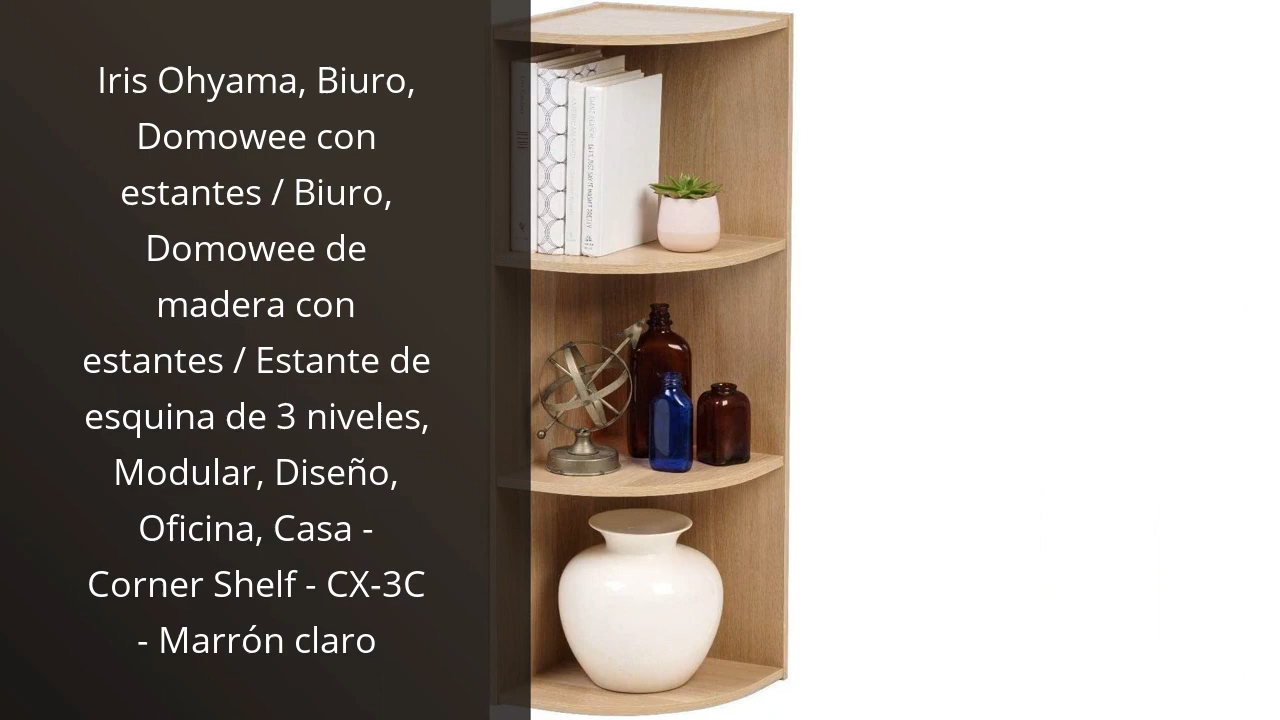 Iris Ohyama, Biuro,
Domowee con
estantes / Biuro,
Domowee de
madera con
estantes / Estante de
esquina de 3 niveles,
Modular, Diseño,
Oficina, Casa -
Corner Shelf - CX-3C
- Marrón claro